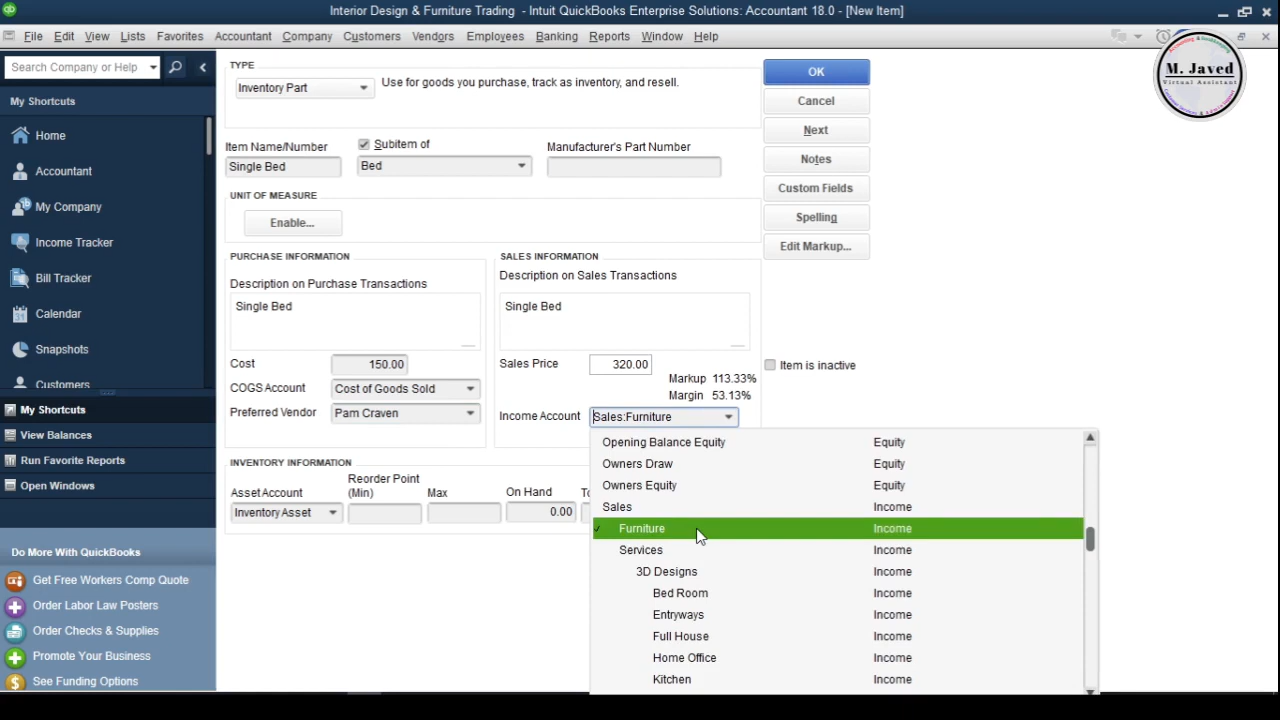 Interior Design & Furniture Trading - Intuit QuickBooks Enterprise Solutions: Accountant 18.0 - [New Item]
File Edit View Lists Favorites Accountant Company Customers Vendors Employees Banking Reports Window Help
Search Company or Help
My Shortcuts
Home
Accountant
My Company
Income Tracker
Bill Tracker
Calendar
Snapshots
Customers
My Shortcuts
View Balances
Run Favorite Reports
Open Windows
Do More With QuickBooks
Get Free Workers Comp Quote
Order Labor Law Posters
Order Checks & Supplies
Promote Your Business
See Funding Options
TYPE
Inventory Part
Use for goods you purchase, track as inventory, and resell.
Item Name/Number
Subitem of
Manufacturer's Part Number
Single Bed
Bed
UNIT OF MEASURE
Enable...
PURCHASE INFORMATION
Description on Purchase Transactions
Single Bed
Cost 150.00
COGS Account Cost of Goods Sold
Preferred Vendor Pam Craven
SALES INFORMATION
Description on Sales Transactions
Single Bed
Sales Price 320.00
Markup 113.33%
Margin 53.13%
Income Account Sales:Furniture
INVENTORY INFORMATION
Asset Account
Reorder Point
(Min)
Max
On Hand
Inventory Asset
0.00
Opening Balance Equity Equity
Owners Draw Equity
Owners Equity Equity
Sales Income
Furniture Income
Services Income
3D Designs Income
Bed Room Income
Entryways Income
Full House Income
Home Office Income
Kitchen Income
OK
Cancel
Next
Notes
Custom Fields
Spelling
Edit Markup...
Item is inactive
M. Javed
Virtual Assistant